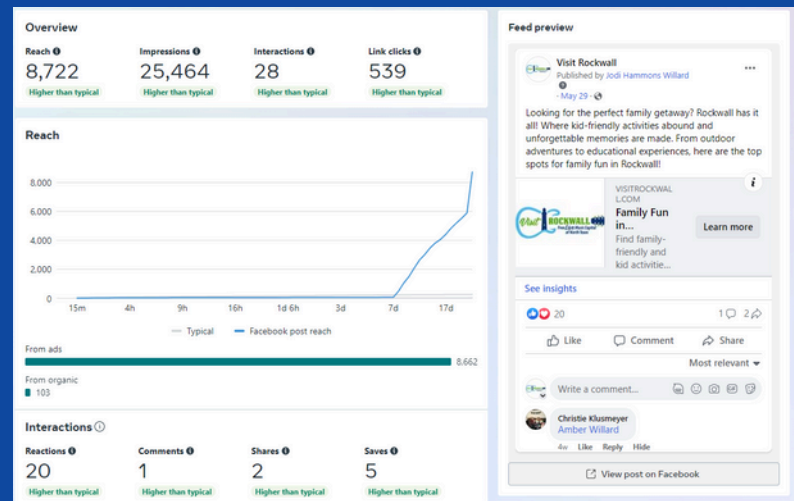 Overview
Reach Impressions Interactions Link clicks
8,722 25,464 28 539
Higher than typical Higher than typical Higher than typical Higher than typical
Reach
8.000
6.000
4.000
2.000
0
15m 4h 9h 16h 1d 6h 3d 7d 17d
Typical Facebook post reach
From ads
8.662
From organic
103
Interactions
Reactions Comments Shares Saves
20 1 2 5
Higher than typical Higher than typical Higher than typical Higher than typical
Feed preview
Visit Rockwall
Published by Jodi Hammons Willard
· May 29 ·
Looking for the perfect family getaway? Rockwall has it
all! Where kid-friendly activities abound and
unforgettable memories are made. From outdoor
adventures to educational experiences, here are the top
spots for family fun in Rockwall!
VISITROCKWAL
L.COM
Family Fun
in...
Find family-
friendly and
kid activitie...
Visit ROCKWALL
Learn more
See insights
20 1 2
Like Comment Share
Most relevant
Write a comment...
Christie Klusmeyer
Amber Willard
4w Like Reply Hide
View post on Facebook